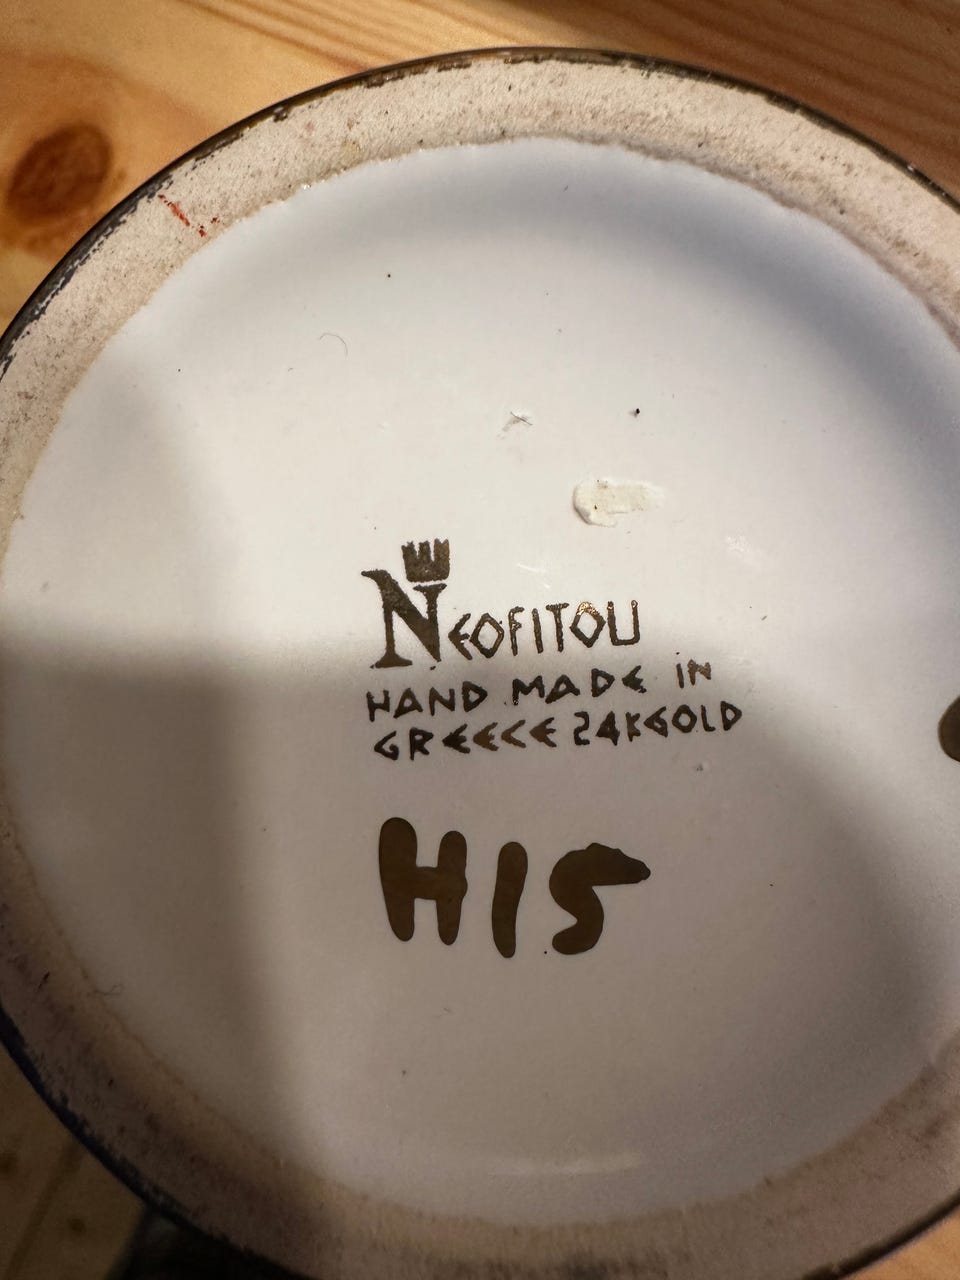 NEOFITOU
HAND MADE IN
GREECE 24KGOLD
H15